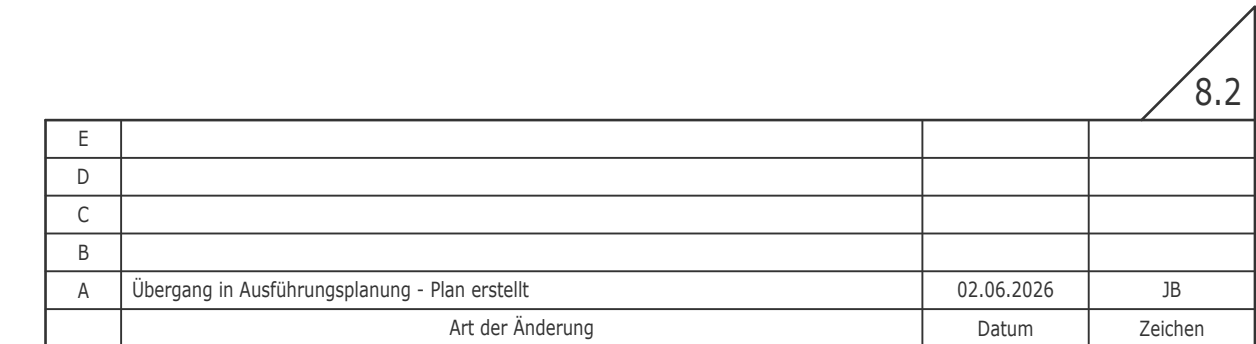 8.2
E
D
C
B
A Übergang in Ausführungsplanung - Plan erstellt 02.06.2026 JB
Art der Änderung Datum Zeichen